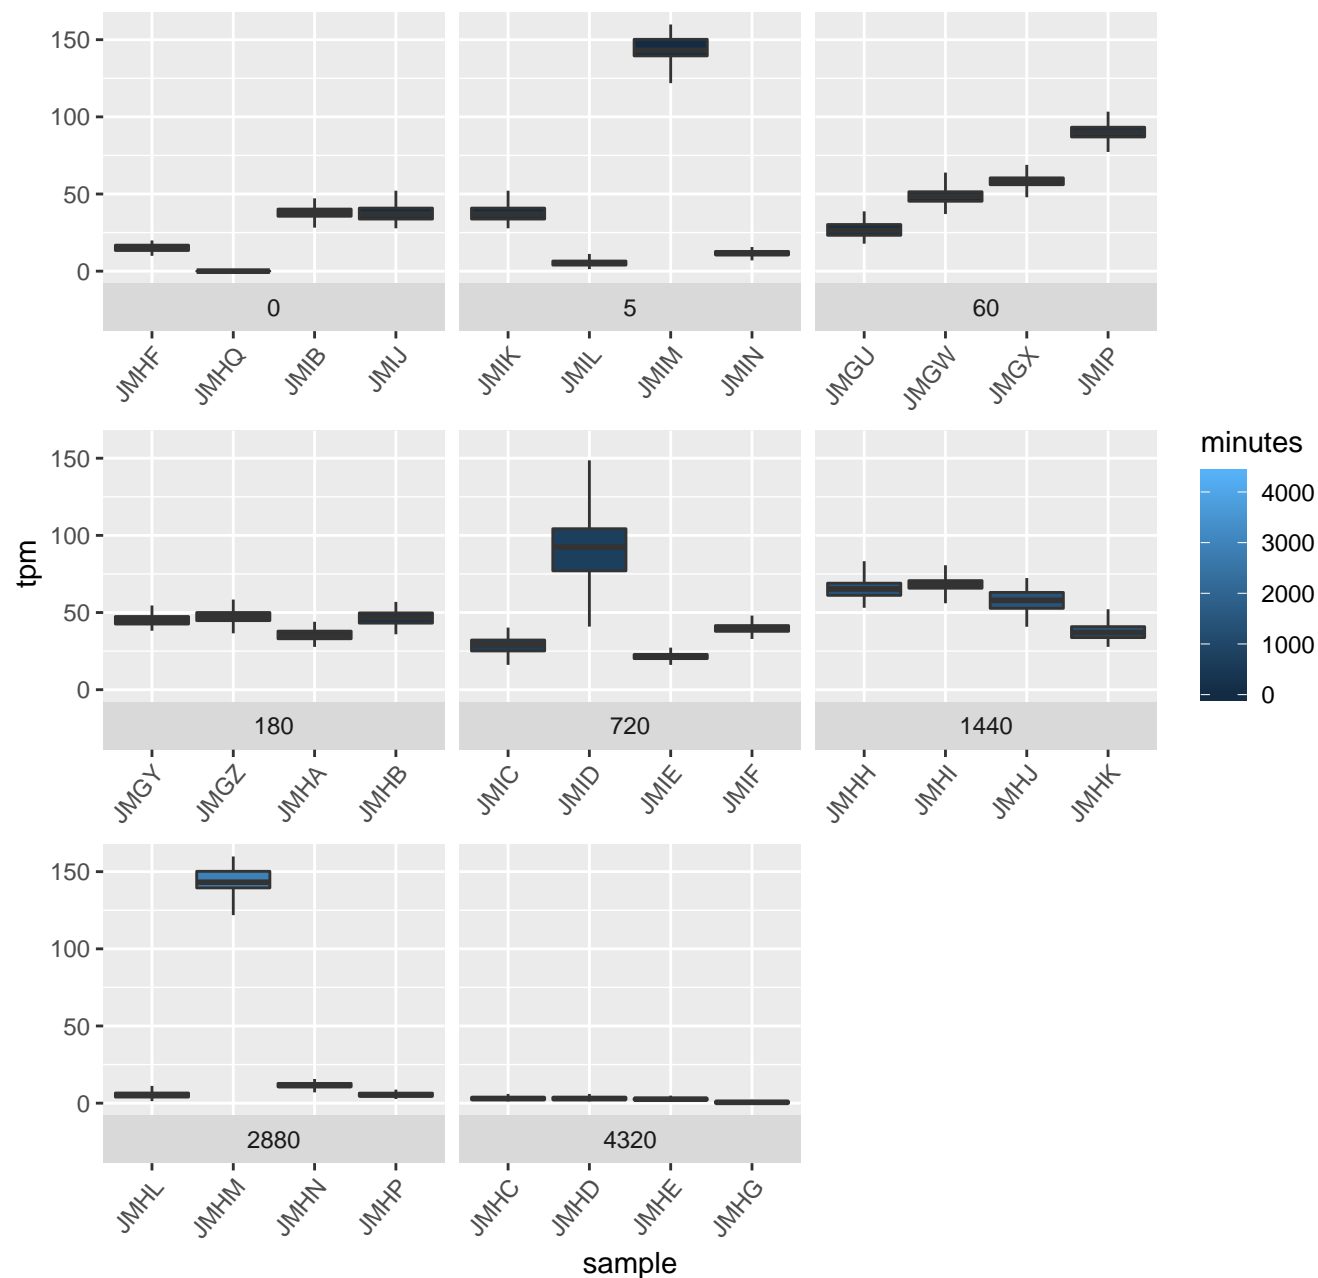 150
100
50
0
0
5
60
JMHF
JMHQ
JMIB
JMIJ
JMIK
JMIL
JMIM
JMIN
JMGU
JMGW
JMGX
JMIP
tpm
150
100
50
0
180
720
1440
JMGY
JMGZ
JMHA
JMHB
JMIC
JMID
JMIE
JMIF
JMHH
JMHI
JMHJ
JMHK
minutes
4000
3000
2000
1000
0
150
100
50
0
2880
4320
JMHL
JMHM
JMHN
JMHP
JMHC
JMHD
JMHE
JMHG
sample